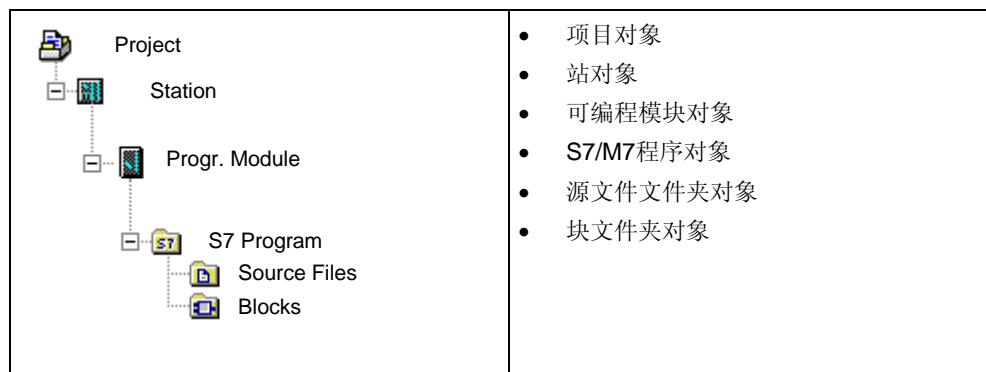 Project
Station
Progr. Module
S7 Program
Source Files
Blocks
• 项目对象
• 站对象
• 可编程模块对象
• S7/M7程序对象
• 源文件文件夹对象
• 块文件夹对象